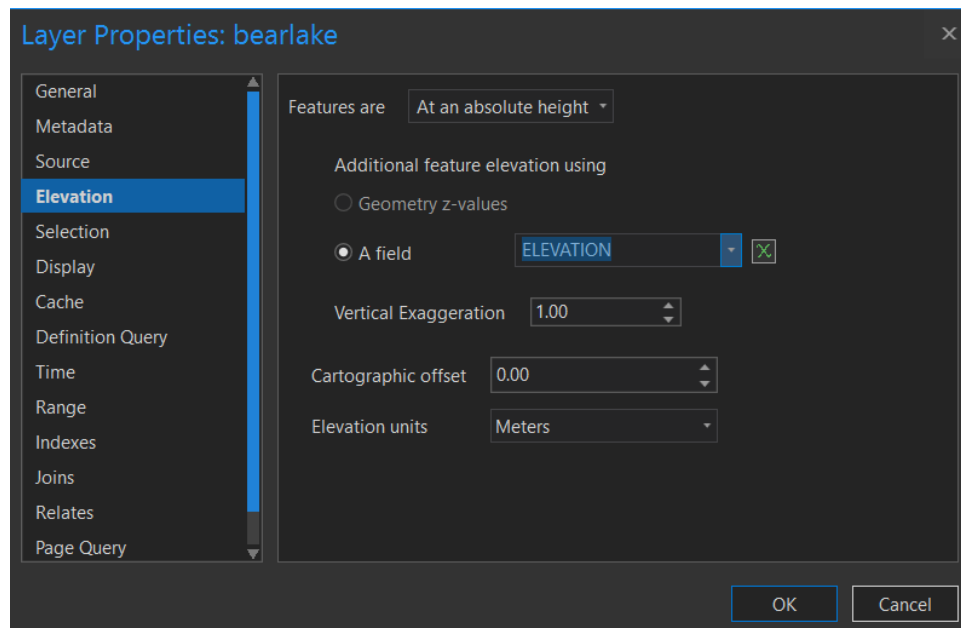 Layer Properties: bearlake
General
Metadata
Source
Elevation
Selection
Display
Cache
Definition Query
Time
Range
Indexes
Joins
Relates
Page Query
Features are At an absolute height
Additional feature elevation using
Geometry z-values
A field ELEVATION
Vertical Exaggeration 1.00
Cartographic offset 0.00
Elevation units Meters
OK Cancel